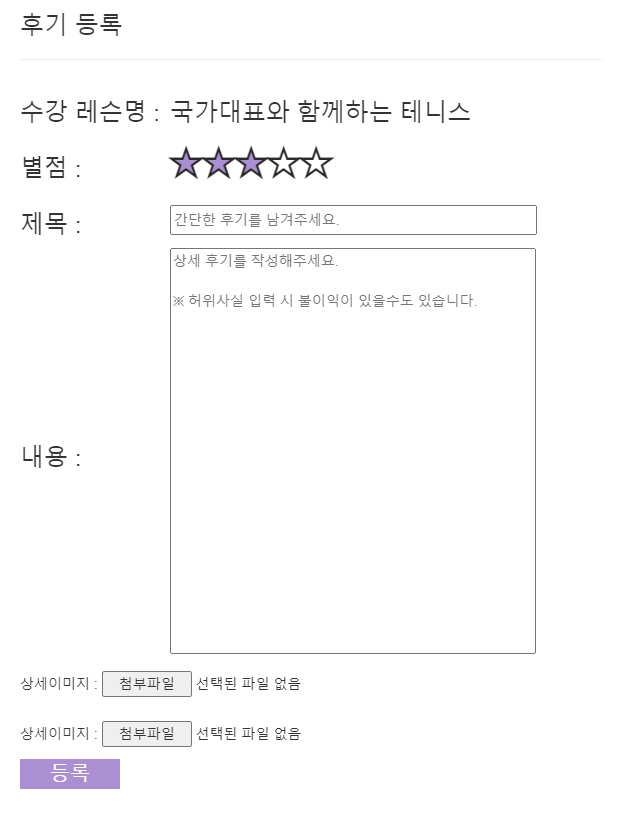 후기 등록
수강 레슨명 : 국가대표와 함께하는 테니스
별점 :
제목 : 간단한 후기를 남겨주세요.
상세 후기를 작성해주세요.
※ 허위사실 입력 시 불이익이 있을수도 있습니다.
내용 :
상세이미지 : 첨부파일 선택된 파일 없음
상세이미지 : 첨부파일 선택된 파일 없음
등록